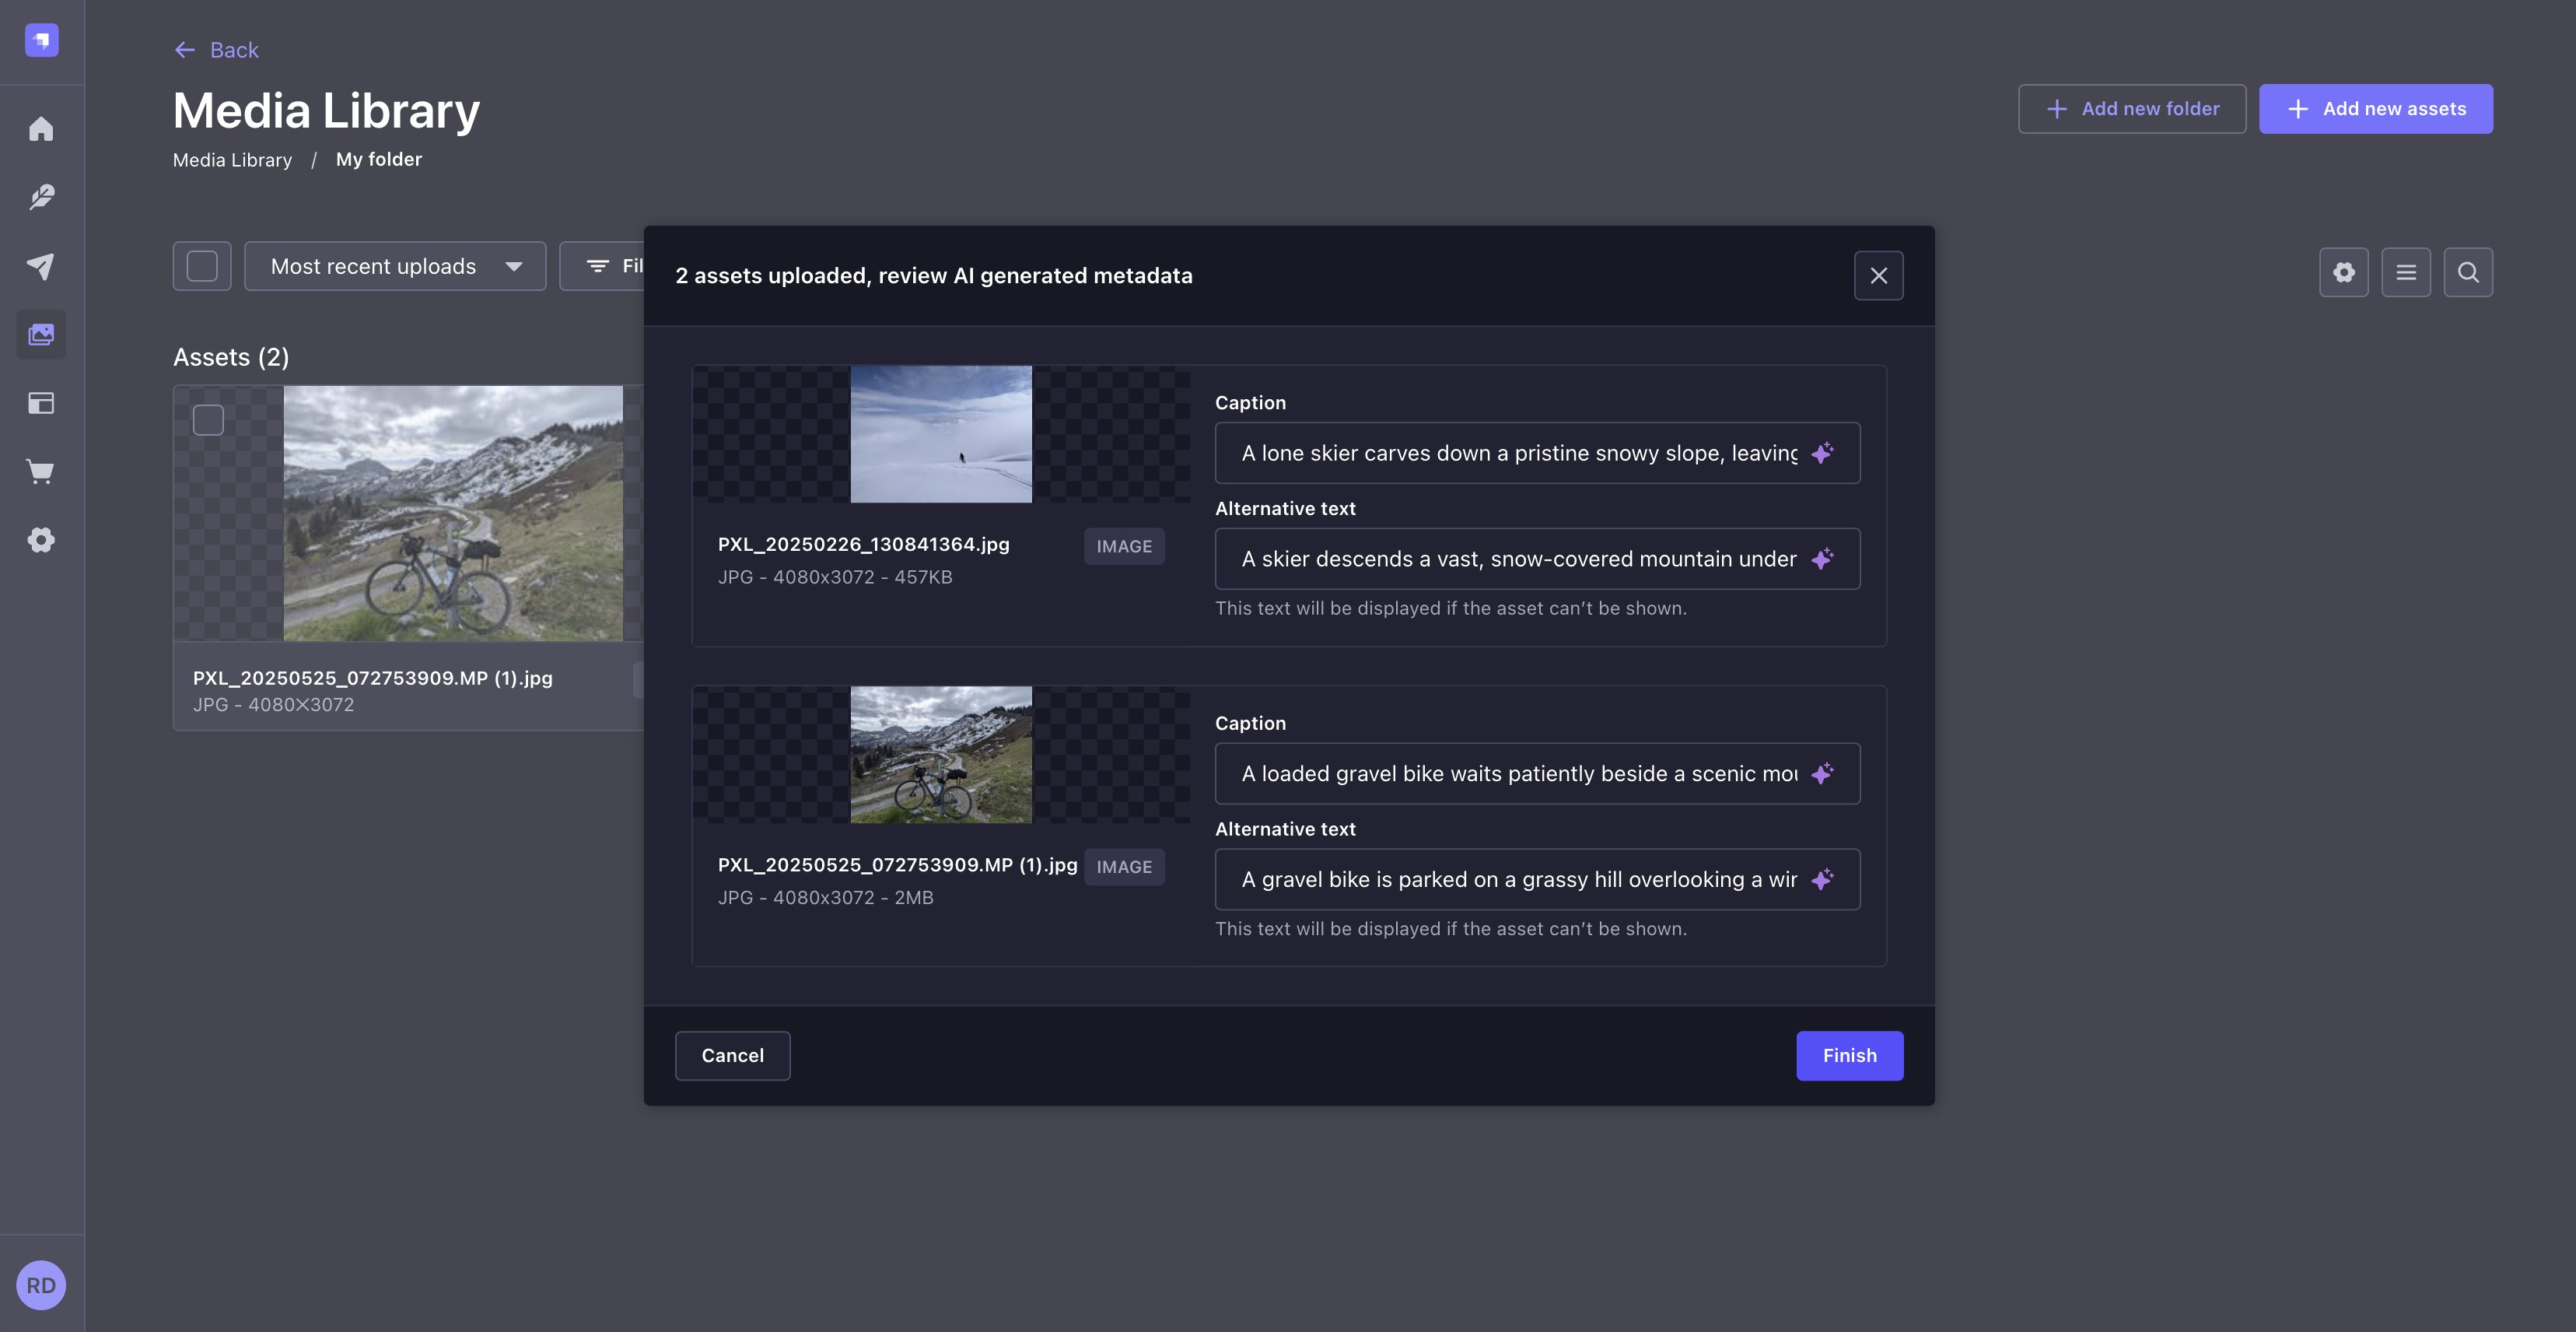 Back
Media Library
Media Library / My folder
Add new folder
Add new assets
Most recent uploads
Fil
Assets (2)
PXL_20250525_072753909.MP (1).jpg
JPG - 4080✕3072
2 assets uploaded, review AI generated metadata
PXL_20250226_130841364.jpg
IMAGE
JPG - 4080x3072 - 457KB
Caption
A lone skier carves down a pristine snowy slope, leaving
Alternative text
A skier descends a vast, snow-covered mountain under
This text will be displayed if the asset can’t be shown.
PXL_20250525_072753909.MP (1).jpg
IMAGE
JPG - 4080x3072 - 2MB
Caption
A loaded gravel bike waits patiently beside a scenic mou
Alternative text
A gravel bike is parked on a grassy hill overlooking a wir
This text will be displayed if the asset can’t be shown.
Cancel
Finish
RD